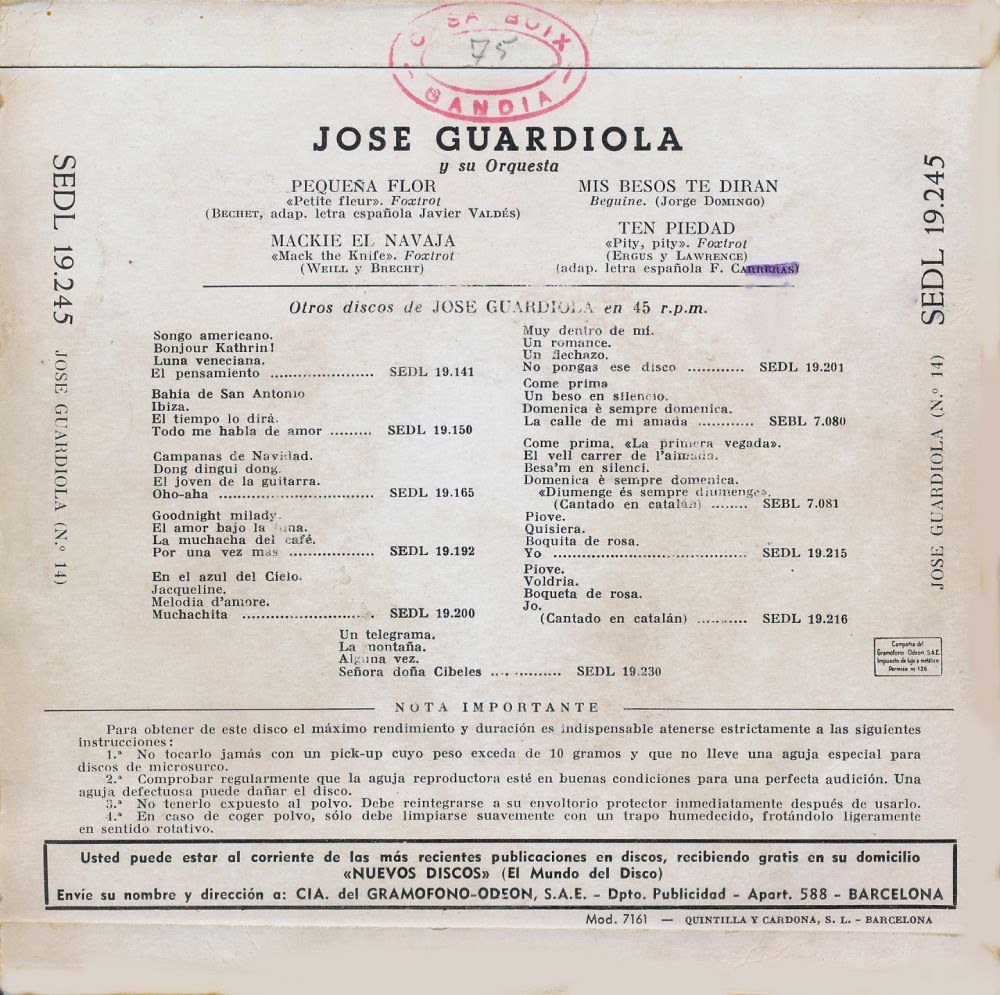 CASA BOIX
75
GANDIA
JOSE GUARDIOLA
y su Orquesta
PEQUEÑA FLOR
«Petite fleur». Foxtrot
(BECHET, adap. letra española Javier VALDÉS)
MACKIE EL NAVAJA
«Mack the Knife». Foxtrot
(WEILL y BRECHT)
MIS BESOS TE DIRAN
Beguine. (Jorge DOMINGO)
TEN PIEDAD
«Pity, pity». Foxtrot
(ERGUS y LAWRENCE)
(adap. letra española F. CARRERAS)
SEDL 19.245 JOSE GUARDIOLA (N.º 14)
Otros discos de JOSE GUARDIOLA en 45 r.p.m.
Songo americano.
Bonjour Kathrin!
Luna veneciana.
El pensamiento ..................... SEDL 19.141
Bahía de San Antonio
Ibiza.
El tiempo lo dirá.
Todo me habla de amor ......... SEDL 19.150
Campanas de Navidad.
Dong dingui dong.
El joven de la guitarra.
Oho-aha ................................ SEDL 19.165
Goodnight milady.
El amor bajo la luna.
La muchacha del café.
Por una vez más .................. SEDL 19.192
En el azul del Cielo.
Jacqueline.
Melodia d'amore.
Muchachita ........................... SEDL 19.200
Muy dentro de mí.
Un romance.
Un flechazo.
No pongas ese disco ............ SEDL 19.201
Come prima
Un beso en silencio.
Domenica è sempre domenica.
La calle de mi amada ........... SEBL 7.080
Come prima. «La primera vegada».
El vell carrer de l'aimada.
Besa'm en silenci.
Domenica è sempre domenica.
«Diumenge és sempre diumenge».
(Cantado en catalán) ....... SEBL 7.081
Piove.
Quisiera.
Boquita de rosa.
Yo ........................................ SEDL 19.215
Piove.
Voldria.
Boqueta de rosa.
Jo.
(Cantado en catalán) .......... SEDL 19.216
Un telegrama.
La montaña.
Alguna vez.
Señora doña Cibeles .............. SEDL 19.230
SEDL 19.245
JOSE GUARDIOLA (N.º 14)
Compañía del
Gramófono Odeón S.A.E.
Impuesto de lujo a metálico
Permiso nº 126
NOTA IMPORTANTE
Para obtener de este disco el máximo rendimiento y duración es indispensable atenerse estrictamente a las siguientes
instrucciones:
1.ª No tocarlo jamás con un pick-up cuyo peso exceda de 10 gramos y que no lleve una aguja especial para
discos de microsurco.
2.ª Comprobar regularmente que la aguja reproductora esté en buenas condiciones para una perfecta audición. Una
aguja defectuosa puede dañar el disco.
3.ª No tenerlo expuesto al polvo. Debe reintegrarse a su envoltorio protector inmediatamente después de usarlo.
4.ª En caso de coger polvo, sólo debe limpiarse suavemente con un trapo humedecido, frotándolo ligeramente
en sentido rotativo.
Usted puede estar al corriente de las más recientes publicaciones en discos, recibiendo gratis en su domicilio
«NUEVOS DISCOS» (El Mundo del Disco)
Envíe su nombre y dirección a: CIA. del GRAMOFONO-ODEON, S.A.E. - Dpto. Publicidad - Apart. 588 - BARCELONA
Mod. 7161 — QUINTILLA Y CARDONA, S. L. - BARCELONA